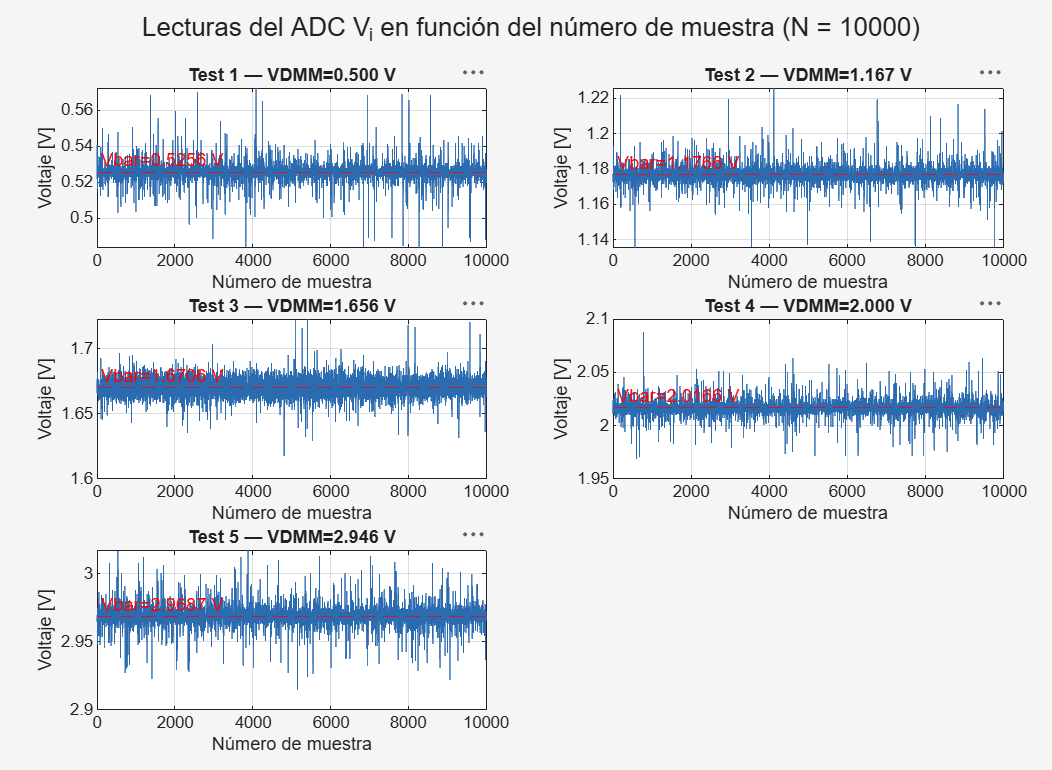 Lecturas del ADC Vi en función del número de muestra (N = 10000)
Test 1 — VDMM=0.500 V
0.56
0.54
0.52
0.5
Voltaje [V]
Vbar=0.5256 V
0 2000 4000 6000 8000 10000
Número de muestra
Test 2 — VDMM=1.167 V
1.22
1.2
1.18
1.16
1.14
Voltaje [V]
Vbar=1.1766 V
0 2000 4000 6000 8000 10000
Número de muestra
Test 3 — VDMM=1.656 V
1.7
1.65
1.6
Voltaje [V]
Vbar=1.6706 V
0 2000 4000 6000 8000 10000
Número de muestra
Test 4 — VDMM=2.000 V
2.1
2.05
2
1.95
Voltaje [V]
Vbar=2.0166 V
0 2000 4000 6000 8000 10000
Número de muestra
Test 5 — VDMM=2.946 V
3
2.95
2.9
Voltaje [V]
Vbar=2.9687 V
0 2000 4000 6000 8000 10000
Número de muestra